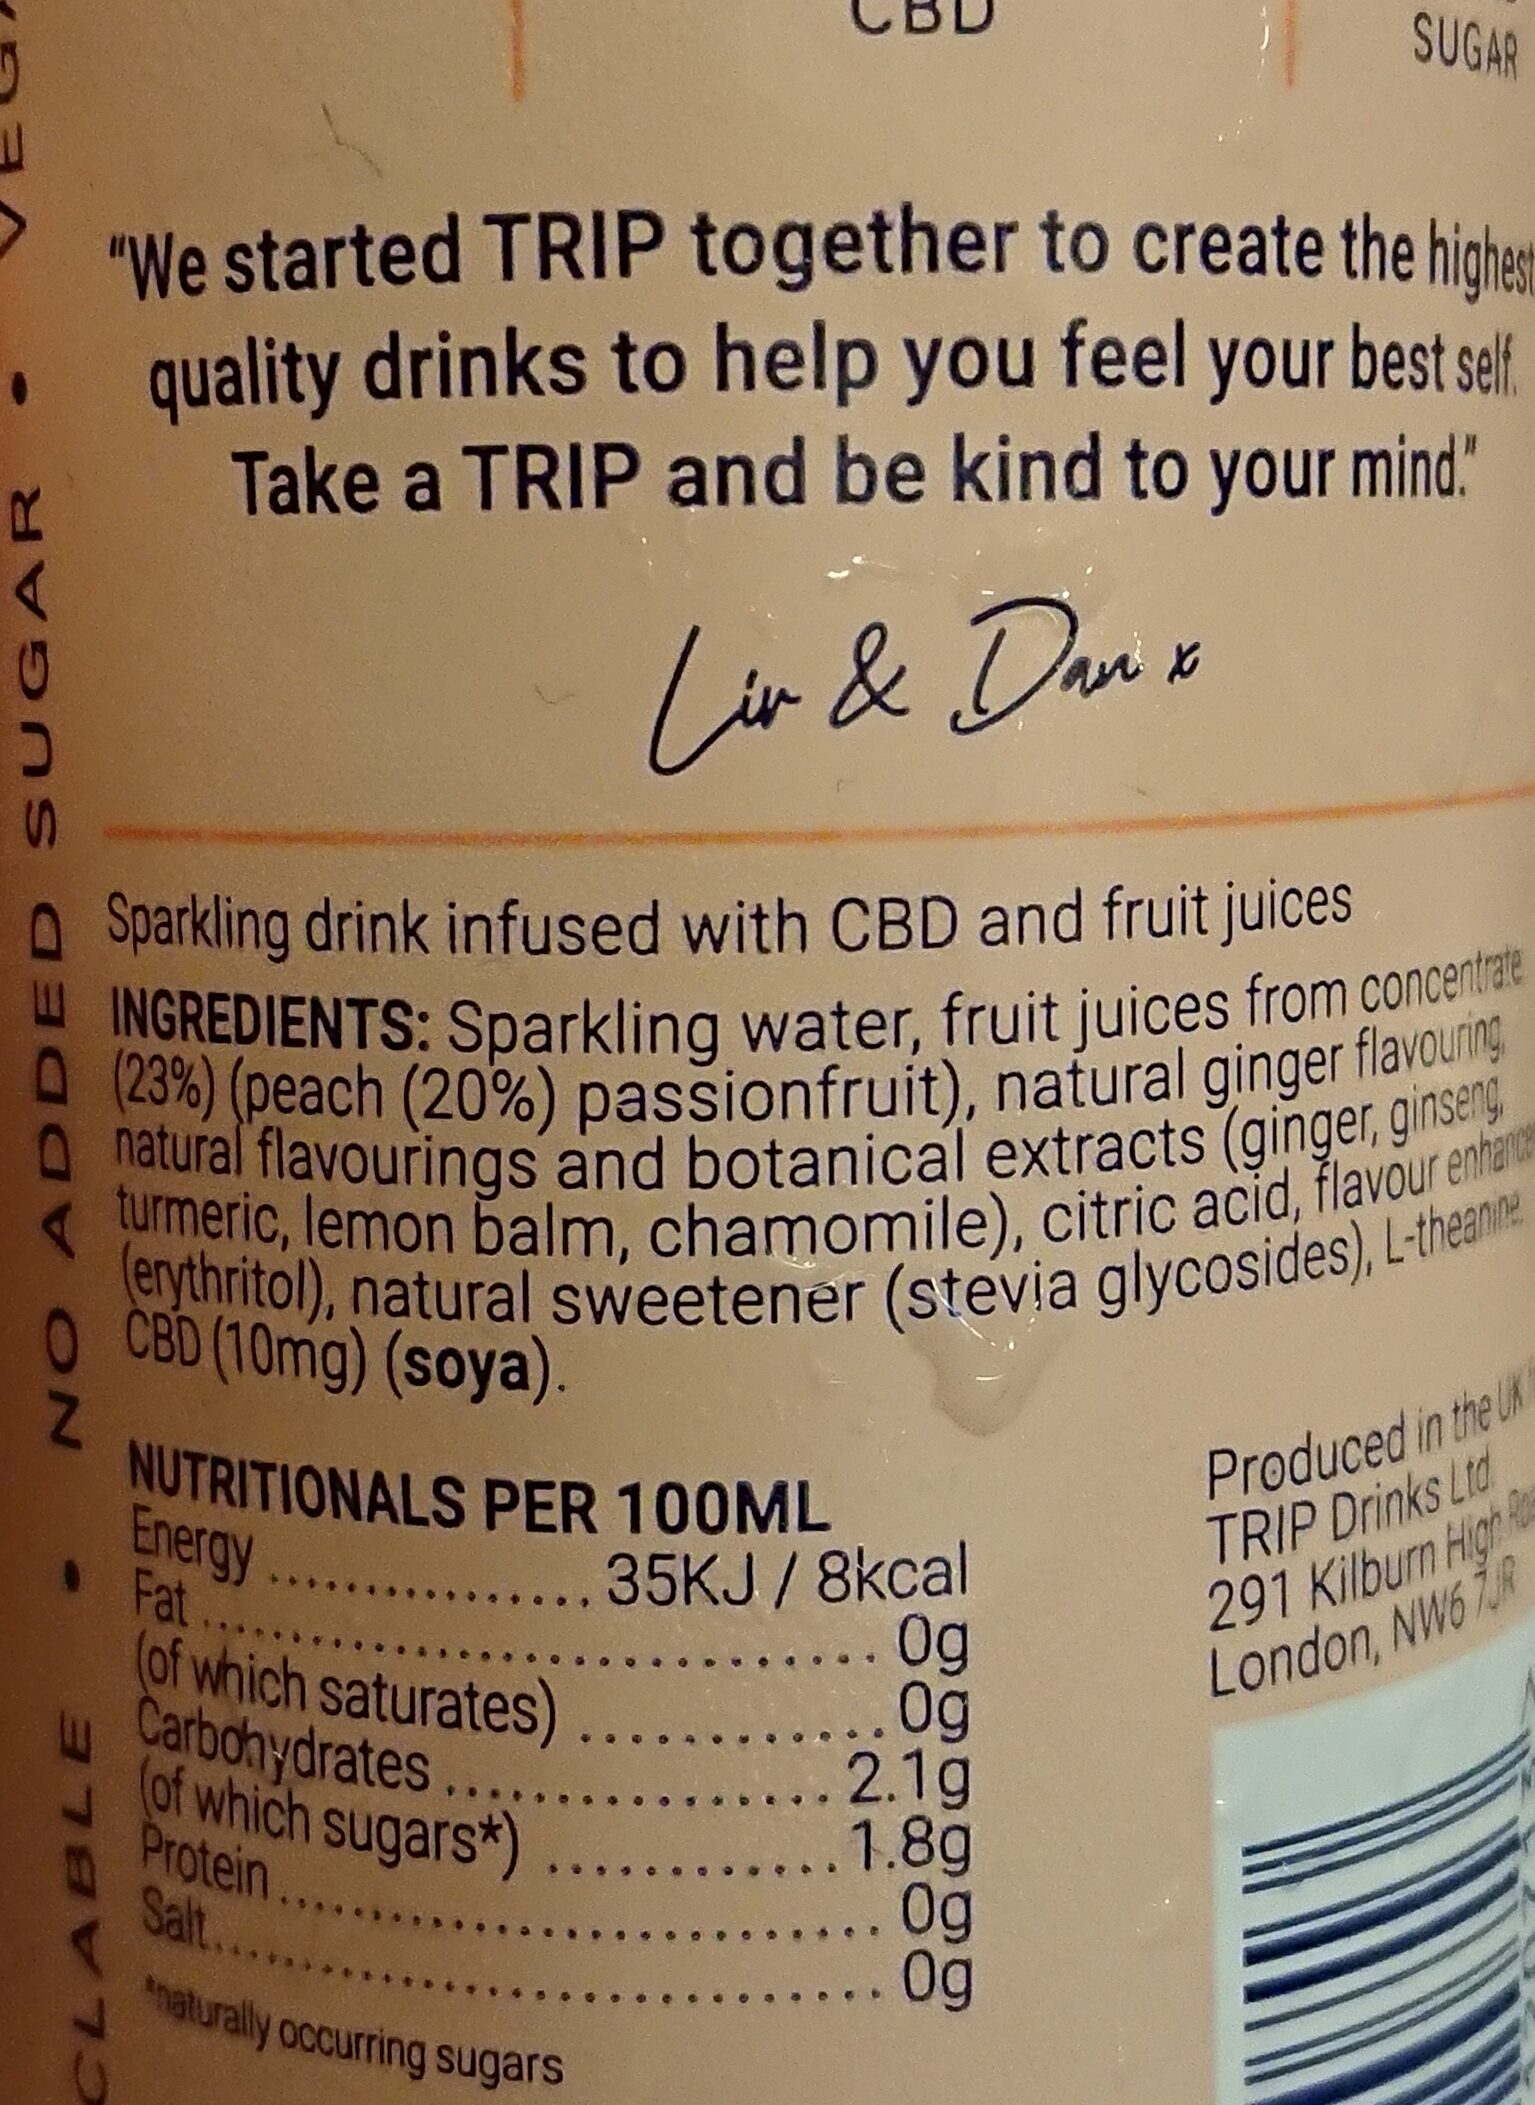 CBD
SUGAR
"We started TRIP together to create the highest
quality drinks to help you feel your best self.
Take a TRIP and be kind to your mind."
Liv & Dan x
Sparkling drink infused with CBD and fruit juices
INGREDIENTS: Sparkling water, fruit juices from concentrate
(23%) (peach (20%) passionfruit), natural ginger flavouring,
natural flavourings and botanical extracts (ginger, ginseng,
turmeric, lemon balm, chamomile), citric acid, flavour
(erythritol), natural sweetener (stevia glycosides), L-theanine,
CBD (10mg) (soya).
NUTRITIONALS PER 100ML
Energy ................ 35KJ / 8kcal
Fat ................................ 0g
(of which saturates) ............. 0g
Carbohydrates .................. 2.1g
(of which sugars*) ............ 1.8g
Protein ............................ 0g
Salt ................................ 0g
*naturally occurring sugars
Produced in the UK
TRIP Drinks Ltd
291 Kilburn High
London, NW6 7JR
CLABLE • NO ADDED SUGAR •